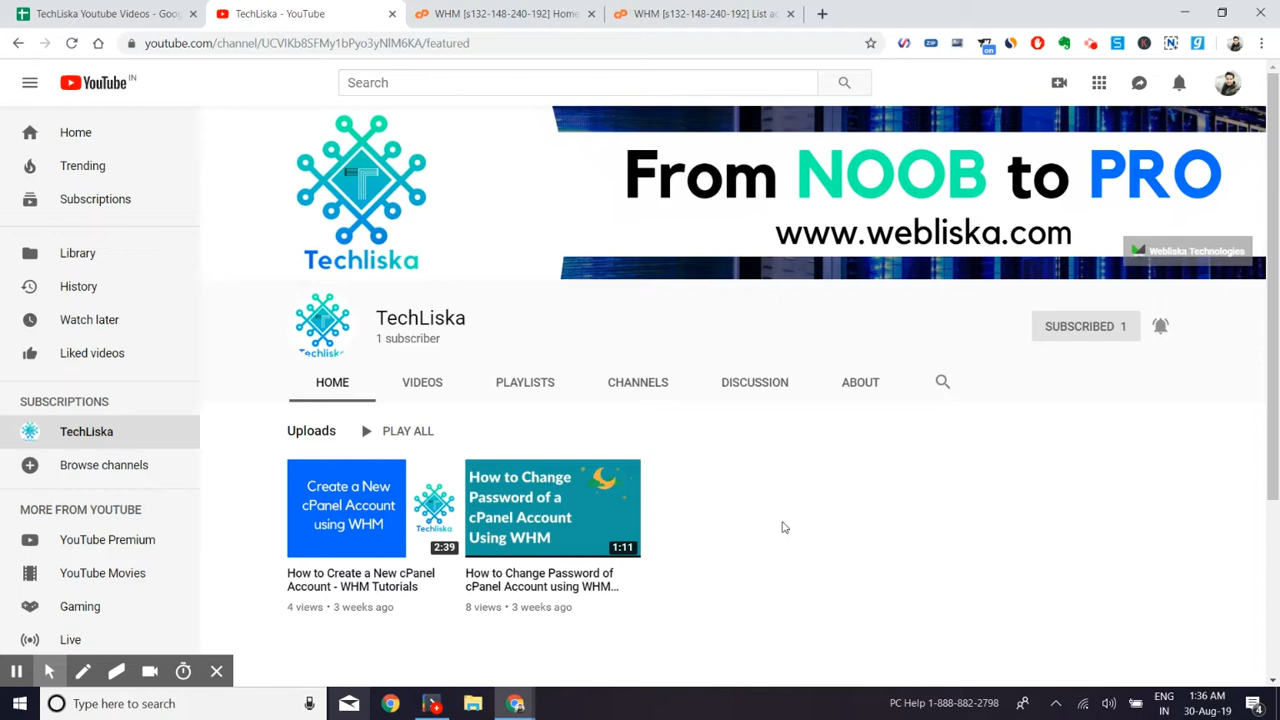 TechLiska Youtube Videos - Goog
TechLiska - YouTube
WHM [s132-148-240-192] Home
WHM [s132-148-240-192] List ac
youtube.com/channel/UCVIKb8SFMy1bPyo3yNlM6KA/featured
YouTube IN
Search
Home
Trending
Subscriptions
Library
History
Watch later
Liked videos
SUBSCRIPTIONS
TechLiska
Browse channels
MORE FROM YOUTUBE
YouTube Premium
YouTube Movies
Gaming
Live
Techliska
From NOOB to PRO
www.webliska.com
Webliska Technologies
TechLiska
1 subscriber
SUBSCRIBED 1
HOME
VIDEOS
PLAYLISTS
CHANNELS
DISCUSSION
ABOUT
Uploads
PLAY ALL
Create a New
cPanel Account
using WHM
Techliska
2:39
How to Change
Password of a
cPanel Account
Using WHM
1:11
How to Create a New cPanel
Account - WHM Tutorials
4 views • 3 weeks ago
How to Change Password of
cPanel Account using WHM...
8 views • 3 weeks ago
Type here to search
PC Help 1-888-882-2798
ENG
IN
1:36 AM
30-Aug-19
4